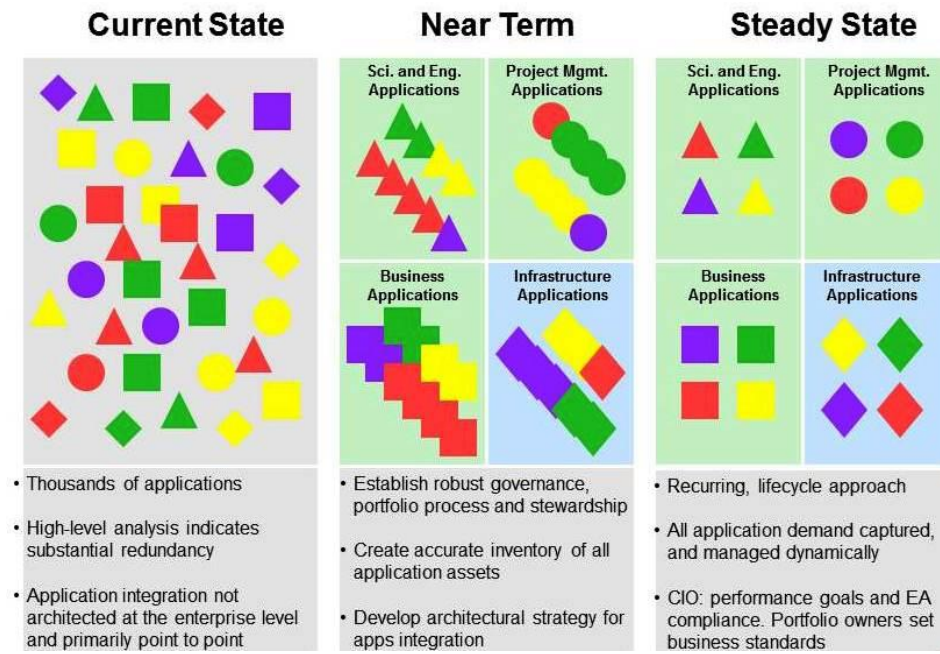 Current State
Near Term
Steady State
Sci. and Eng.
Applications
Project Mgmt.
Applications
Business
Applications
Infrastructure
Applications
Sci. and Eng.
Applications
Project Mgmt.
Applications
Business
Applications
Infrastructure
Applications
• Thousands of applications
• High-level analysis indicates
substantial redundancy
• Application integration not
architected at the enterprise level
and primarily point to point
• Establish robust governance,
portfolio process and stewardship
• Create accurate inventory of all
application assets
• Develop architectural strategy for
apps integration
• Recurring, lifecycle approach
• All application demand captured,
and managed dynamically
• CIO: performance goals and EA
compliance. Portfolio owners set
business standards